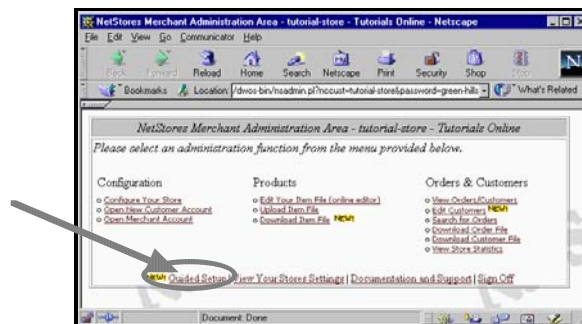 NetStores Merchant Administration Area - tutorial-store - Tutorials Online - Netscape
File Edit View Go Communicator Help
Back Forward Reload Home Search Netscape Print Security Shop Stop
Bookmarks Location: /dwos-bin/nsadmin.pl?nccust=tutorial-store&password=green-hills What's Related
NetStores Merchant Administration Area - tutorial-store - Tutorials Online
Please select an administration function from the menu provided below.
Configuration
Configure Your Store
Open New Customer Account
Open Merchant Account
Products
Edit Your Item File (online editor)
Upload Item File
Download Item File NEW!
Orders & Customers
View Orders/Customers
Edit Customers NEW!
Search for Orders
Download Order File
Download Customer File
View Store Statistics
NEW! Guided Setup | View Your Stores Settings | Documentation and Support | Sign Off
Document: Done